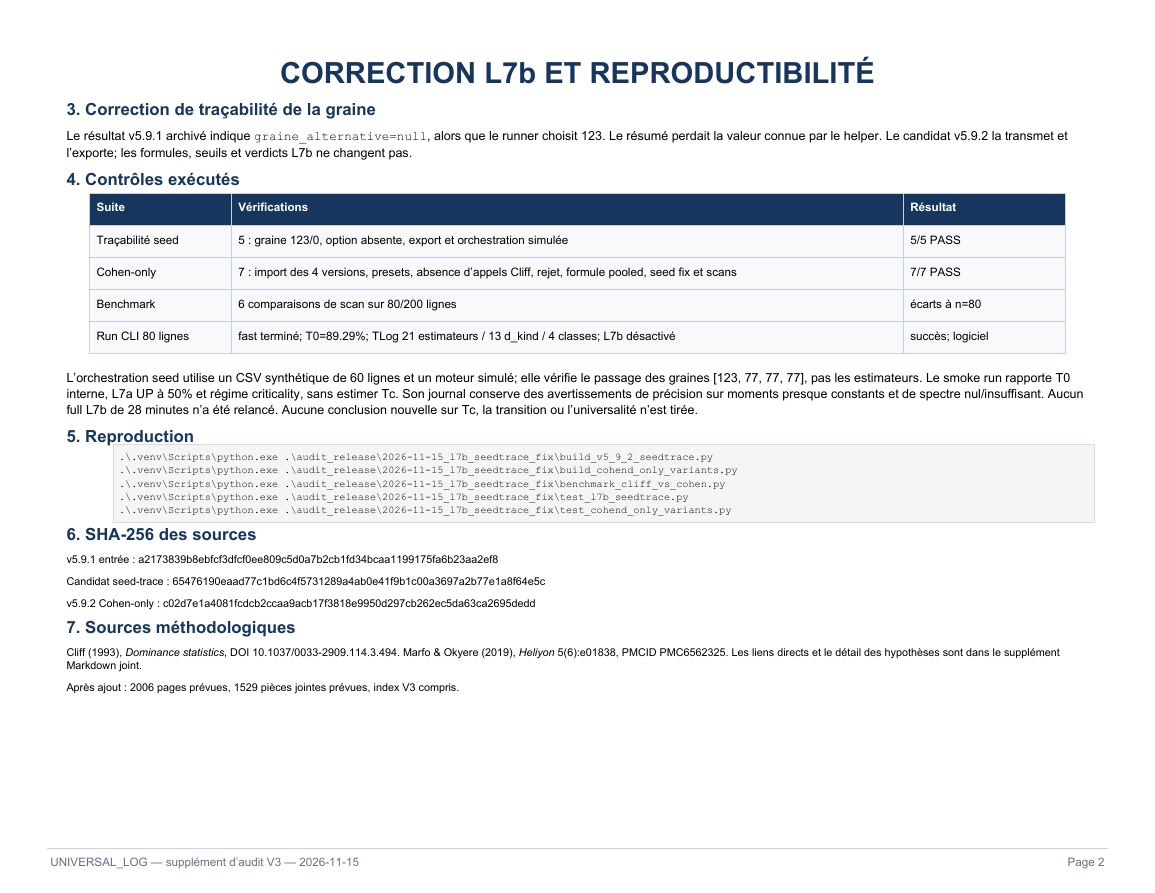 CORRECTION L7b ET REPRODUCTIBILITÉ
3. Correction de traçabilité de la graine
Le résultat v5.9.1 archivé indique graine_alternative=null, alors que le runner choisit 123. Le résumé perdait la valeur connue par le helper. Le candidat v5.9.2 la transmet et
l’exporte; les formules, seuils et verdicts L7b ne changent pas.
4. Contrôles exécutés
Suite Vérifications Résultat
Traçabilité seed 5 : graine 123/0, option absente, export et orchestration simulée 5/5 PASS
Cohen-only 7 : import des 4 versions, presets, absence d’appels Cliff, rejet, formule pooled, seed fix et scans 7/7 PASS
Benchmark 6 comparaisons de scan sur 80/200 lignes écarts à n=80
Run CLI 80 lignes fast terminé; T0=89.29%; TLog 21 estimateurs / 13 d_kind / 4 classes; L7b désactivé succès; logiciel
L’orchestration seed utilise un CSV synthétique de 60 lignes et un moteur simulé; elle vérifie le passage des graines [123, 77, 77, 77], pas les estimateurs. Le smoke run rapporte T0
interne, L7a UP à 50% et régime criticality, sans estimer Tc. Son journal conserve des avertissements de précision sur moments presque constants et de spectre nul/insuffisant. Aucun
full L7b de 28 minutes n’a été relancé. Aucune conclusion nouvelle sur Tc, la transition ou l’universalité n’est tirée.
5. Reproduction
.\.venv\Scripts\python.exe .\audit_release\2026-11-15_l7b_seedtrace_fix\build_v5_9_2_seedtrace.py
.\.venv\Scripts\python.exe .\audit_release\2026-11-15_l7b_seedtrace_fix\build_cohend_only_variants.py
.\.venv\Scripts\python.exe .\audit_release\2026-11-15_l7b_seedtrace_fix\benchmark_cliff_vs_cohen.py
.\.venv\Scripts\python.exe .\audit_release\2026-11-15_l7b_seedtrace_fix\test_l7b_seedtrace.py
.\.venv\Scripts\python.exe .\audit_release\2026-11-15_l7b_seedtrace_fix\test_cohend_only_variants.py
6. SHA-256 des sources
v5.9.1 entrée : a2173839b8ebfcf3dfcf0ee809c5d0a7b2cb1fd34bcaa1199175fa6b23aa2ef8
Candidat seed-trace : 65476190eaad77c1bd6c4f5731289a4ab0e41f9b1c00a3697a2b77e1a8f64e5c
v5.9.2 Cohen-only : c02d7e1a4081fcdcb2ccaa9acb17f3818e9950d297cb262ec5da63ca2695dedd
7. Sources méthodologiques
Cliff (1993), Dominance statistics, DOI 10.1037/0033-2909.114.3.494. Marfo & Okyere (2019), Heliyon 5(6):e01838, PMCID PMC6562325. Les liens directs et le détail des hypothèses sont dans le supplément
Markdown joint.
Après ajout : 2006 pages prévues, 1529 pièces jointes prévues, index V3 compris.
UNIVERSAL_LOG — supplément d’audit V3 — 2026-11-15 Page 2